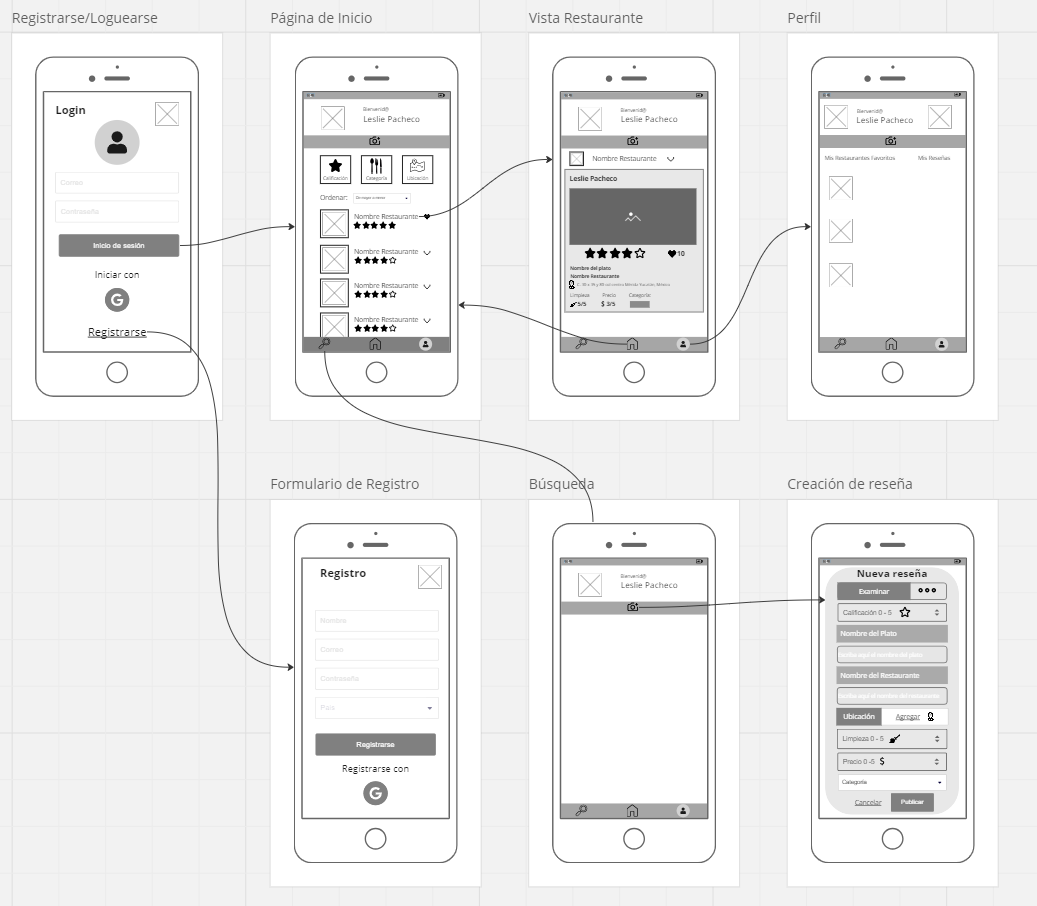 Registrarse/Loguearse
Login
Correo
Contraseña
Inicio de sesión
Iniciar con
G
Registrarse
Página de Inicio
Bienvenid@
Leslie Pacheco
Calificación
Categoría
Ubicación
Ordenar:
De mayor a menor
Nombre Restaurante
Nombre Restaurante
Nombre Restaurante
Nombre Restaurante
Vista Restaurante
Bienvenid@
Leslie Pacheco
Nombre Restaurante
Leslie Pacheco
10
Nombre del plato
Nombre Restaurante
Limpieza Precio Categoría:
5/5 $ 3/5
Perfil
Bienvenid@
Leslie Pacheco
Mis Restaurantes Favoritos
Mis Reseñas
Formulario de Registro
Registro
Nombre
Correo
Contraseña
País
Registrarse
Registrarse con
G
Búsqueda
Bienvenid@
Leslie Pacheco
Creación de reseña
Nueva reseña
Examinar
Calificación 0 - 5
Nombre del Plato
Escriba aquí el nombre del plato
Nombre del Restaurante
Escriba aquí el nombre del restaurante
Ubicación
Agregar
Limpieza 0 - 5
Precio 0 -5 $
Categoría
Cancelar
Publicar